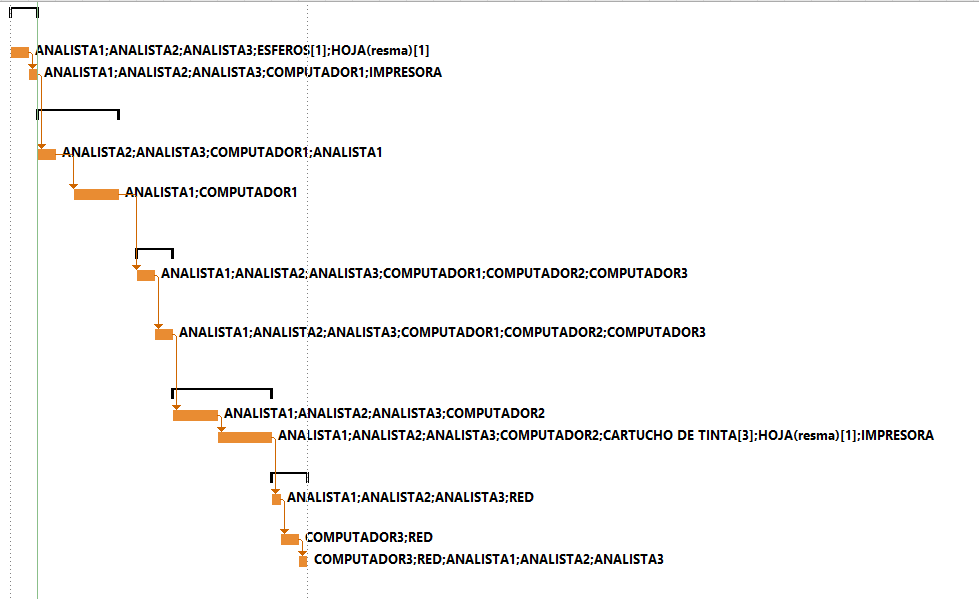 ANALISTA1;ANALISTA2;ANALISTA3;ESFEROS[1];HOJA(resma)[1]
ANALISTA1;ANALISTA2;ANALISTA3;COMPUTADOR1;IMPRESORA
ANALISTA2;ANALISTA3;COMPUTADOR1;ANALISTA1
ANALISTA1;COMPUTADOR1
ANALISTA1;ANALISTA2;ANALISTA3;COMPUTADOR1;COMPUTADOR2;COMPUTADOR3
ANALISTA1;ANALISTA2;ANALISTA3;COMPUTADOR1;COMPUTADOR2;COMPUTADOR3
ANALISTA1;ANALISTA2;ANALISTA3;COMPUTADOR2
ANALISTA1;ANALISTA2;ANALISTA3;COMPUTADOR2;CARTUCHO DE TINTA[3];HOJA(resma)[1];IMPRESORA
ANALISTA1;ANALISTA2;ANALISTA3;RED
COMPUTADOR3;RED
COMPUTADOR3;RED;ANALISTA1;ANALISTA2;ANALISTA3